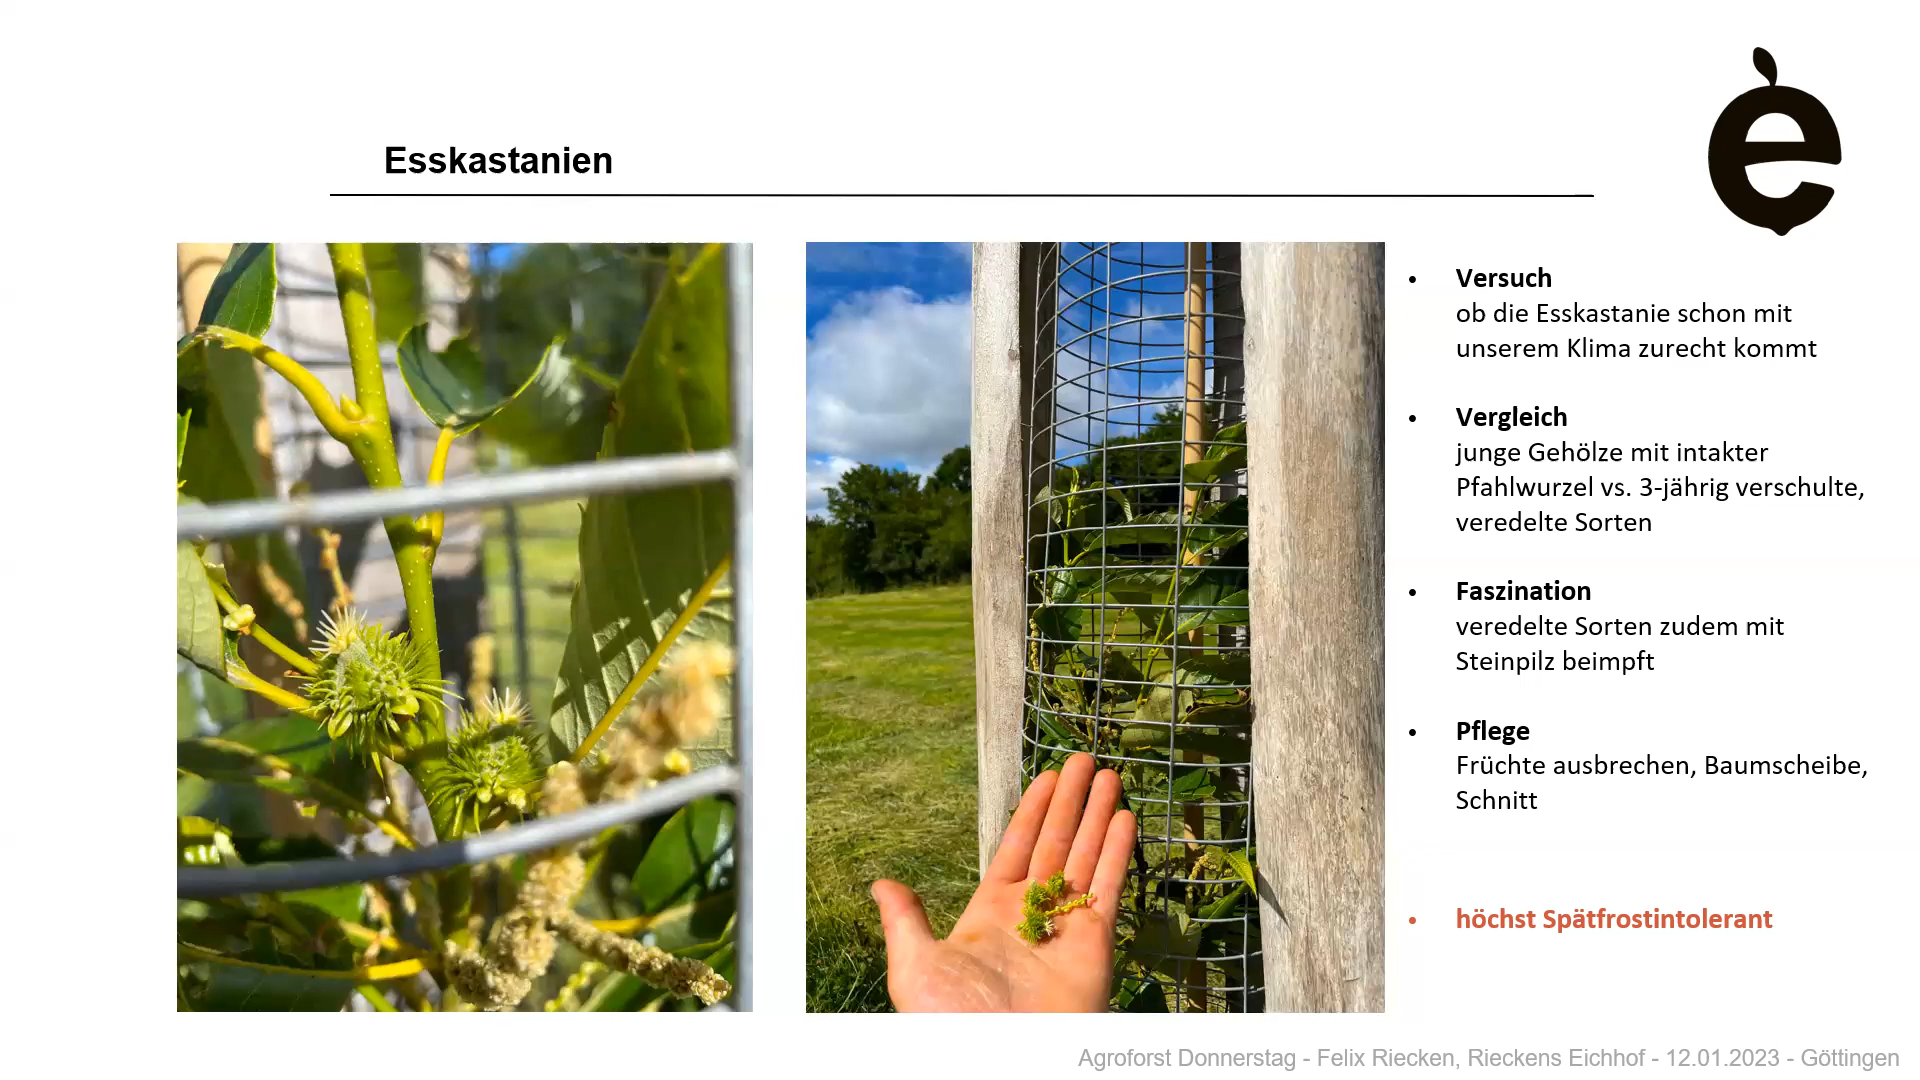 Esskastanien
• Versuch
ob die Esskastanie schon mit
unserem Klima zurecht kommt
• Vergleich
junge Gehölze mit intakter
Pfahlwurzel vs. 3-jährig verschulte,
veredelte Sorten
• Faszination
veredelte Sorten zudem mit
Steinpilz beimpft
• Pflege
Früchte ausbrechen, Baumscheibe,
Schnitt
• höchst Spätfrostintolerant
Agroforst Donnerstag - Felix Riecken, Rieckens Eichhof - 12.01.2023 - Göttingen